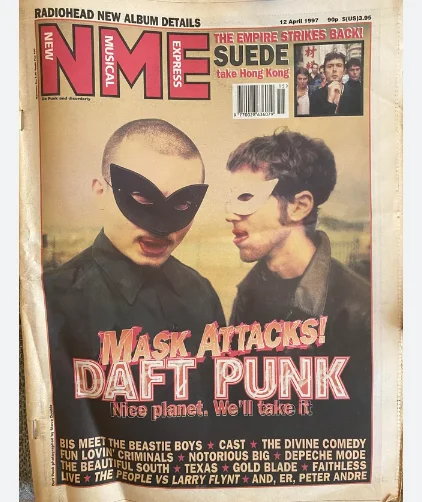 RADIOHEAD NEW ALBUM DETAILS
12 April 1997 90p $(US)3.95
NME
NEW
MUSICAL
EXPRESS
THE EMPIRE STRIKES BACK!
SUEDE
take Hong Kong
MASK ATTACKS!
DAFT PUNK
Nice planet. We'll take it
BIS MEET THE BEASTIE BOYS ★ CAST ★ THE DIVINE COMEDY
FUN LOVIN' CRIMINALS ★ NOTORIOUS BIG ★ DEPECHE MODE
THE BEAUTIFUL SOUTH ★ TEXAS ★ GOLD BLADE ★ FAITHLESS
LIVE ★ THE PEOPLE VS LARRY FLYNT ★ AND, ER, PETER ANDRE